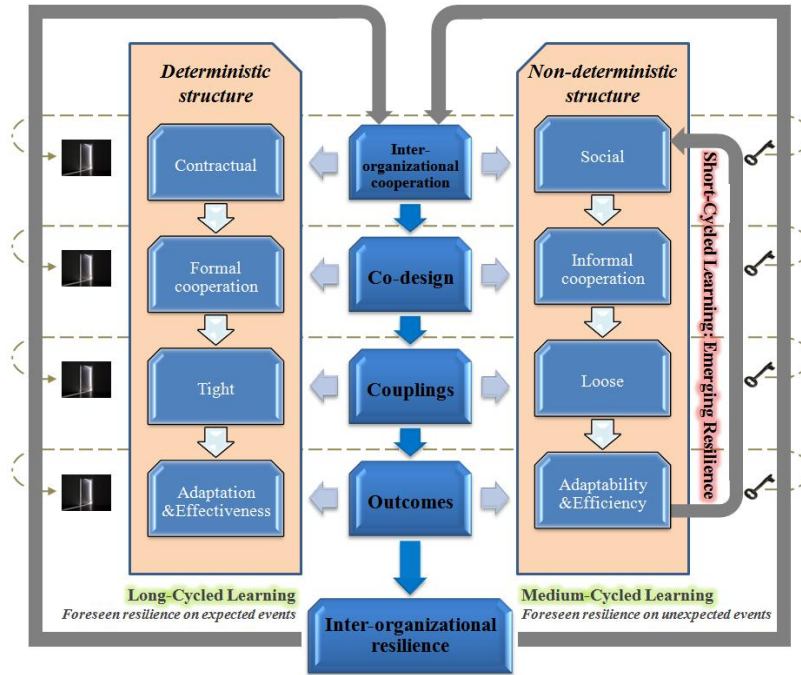 Deterministic
structure
Non-deterministic
structure
Contractual
Inter-
organizational
cooperation
Social
Formal
cooperation
Co-design
Informal
cooperation
Tight
Couplings
Loose
Adaptation
&Effectiveness
Outcomes
Adaptability
&Efficiency
Short-Cycled Learning: Emerging Resilience
Long-Cycled Learning
Foreseen resilience on expected events
Medium-Cycled Learning
Foreseen resilience on unexpected events
Inter-organizational
resilience